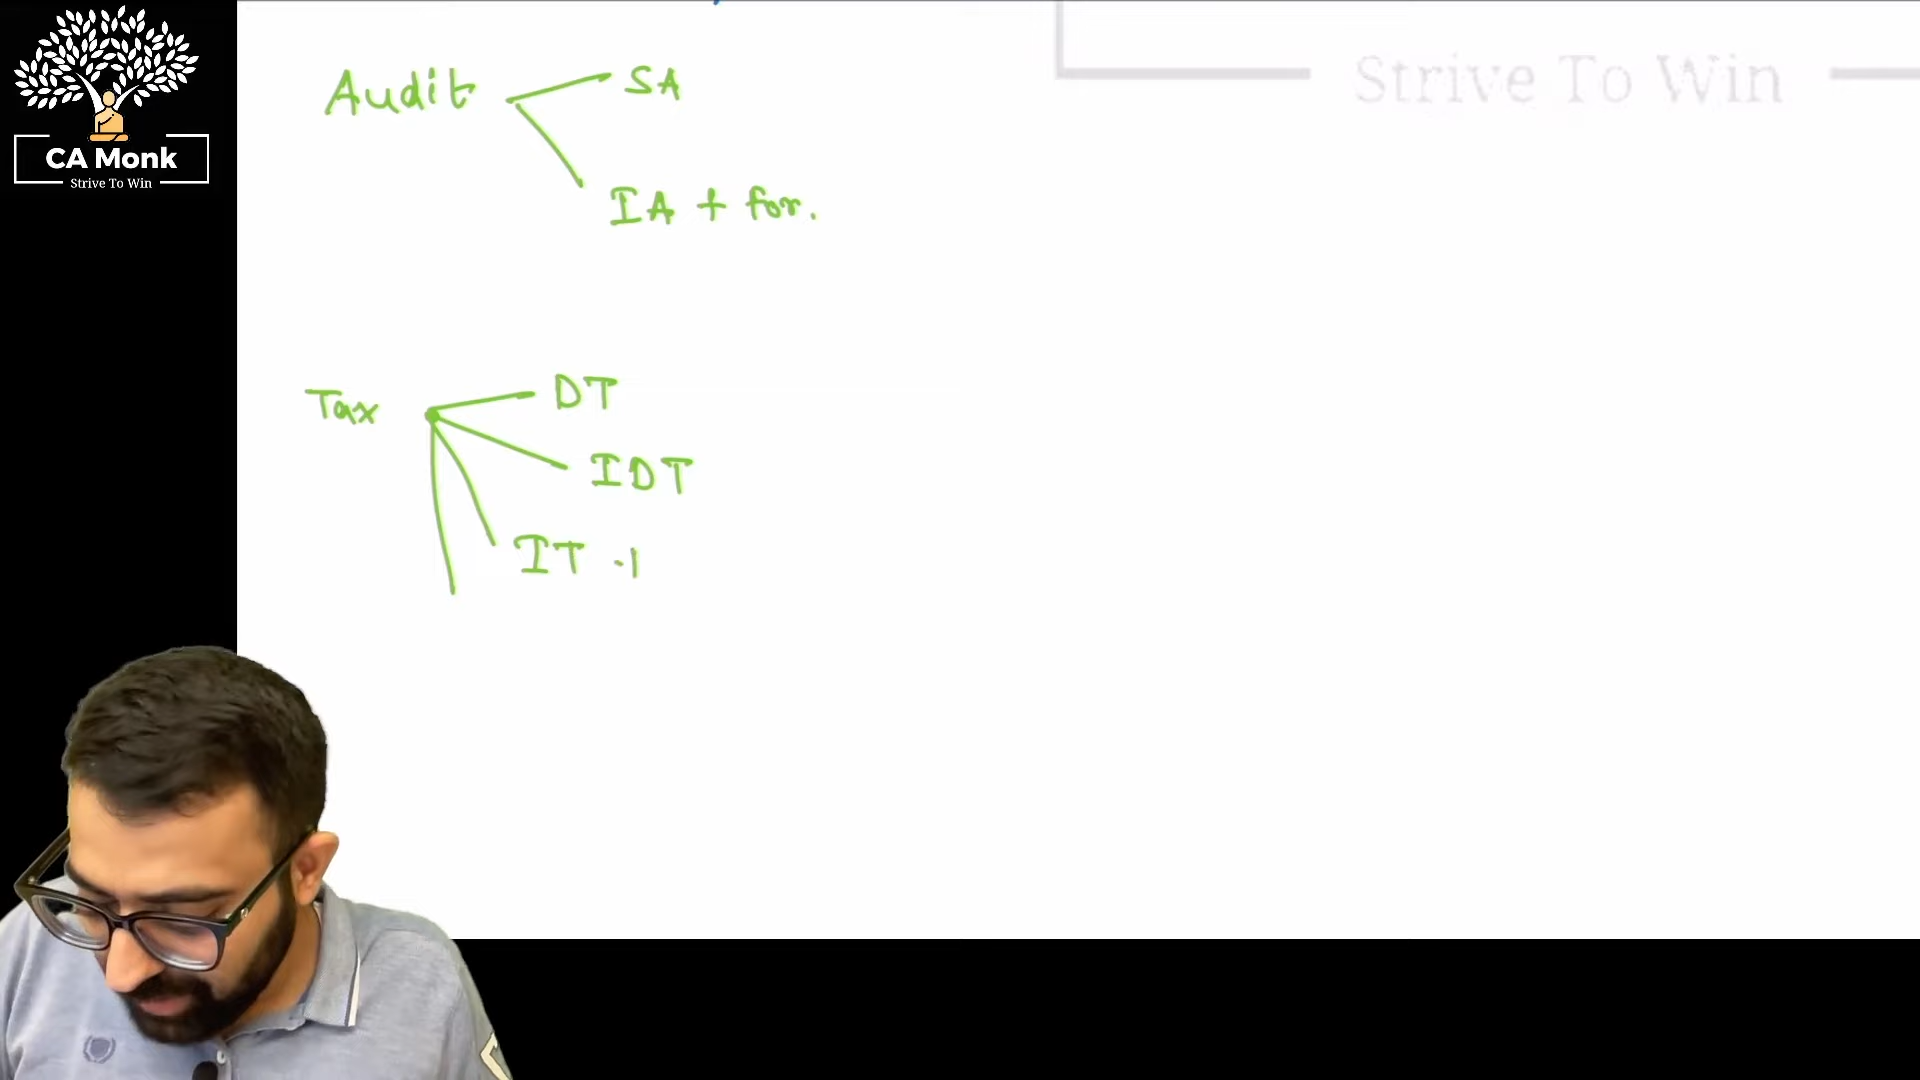 CA Monk
Strive To Win
Strive To Win
Audit
SA
IA + for.
Tax
DT
IDT
IT